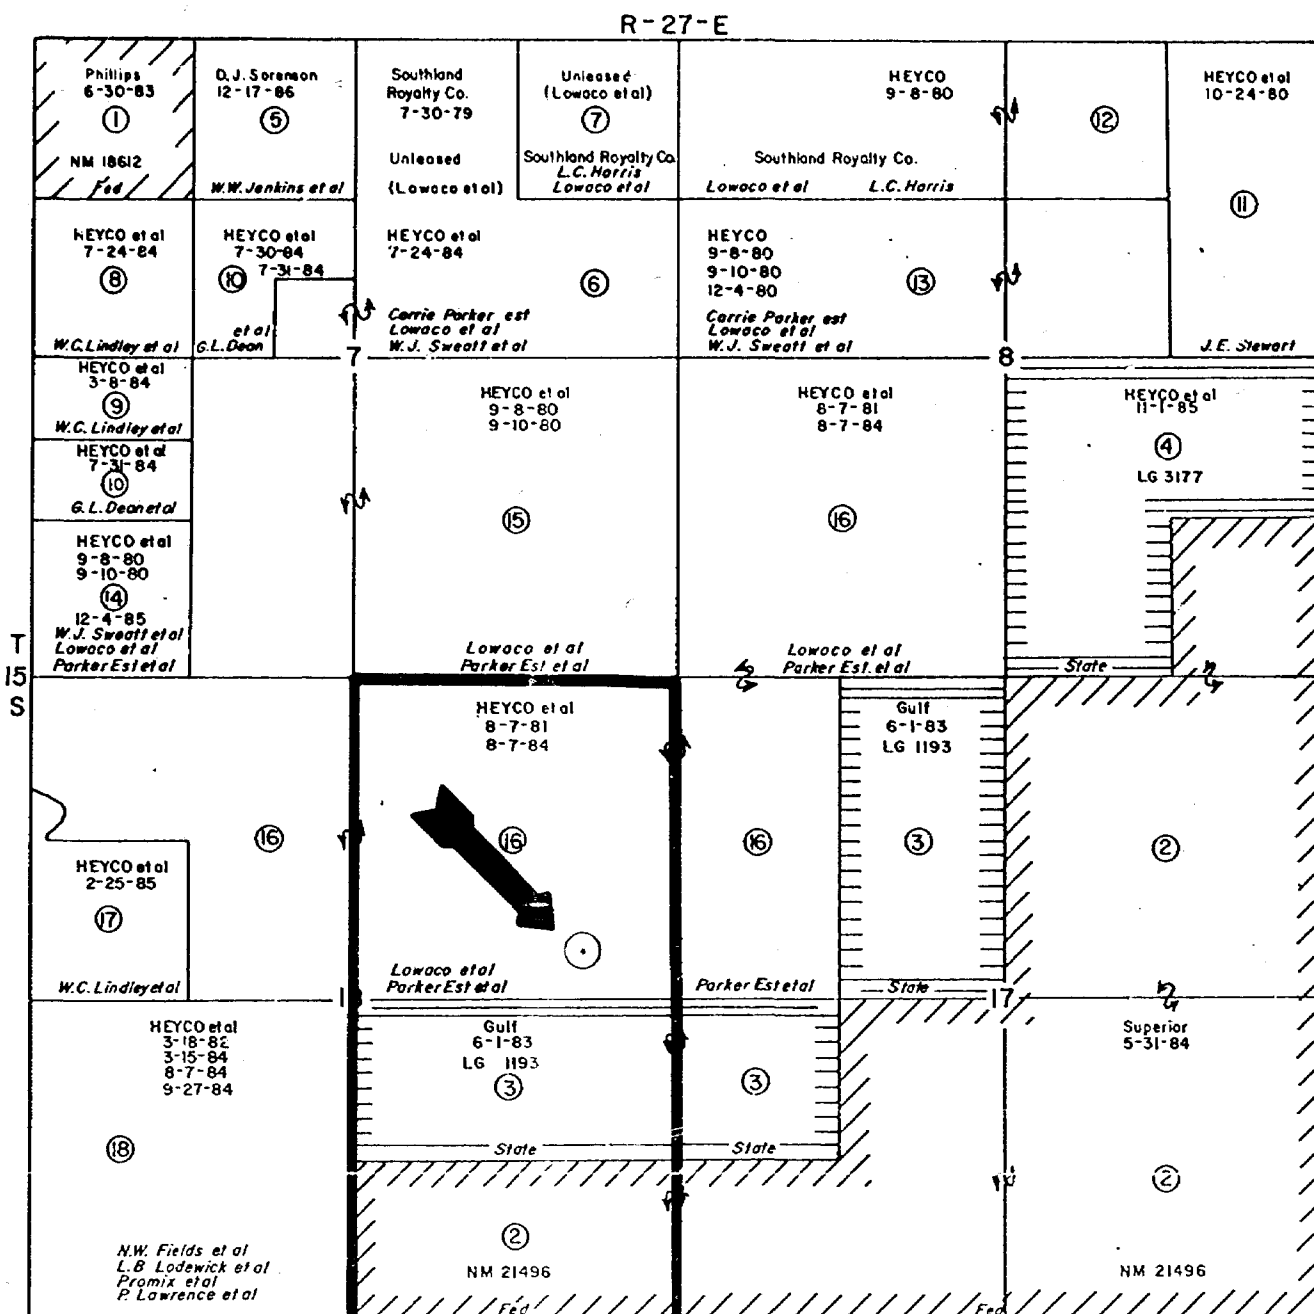 R-27-E
Phillips
6-30-83
1
NM 18612
Fed
D.J. Sorenson
12-17-86
5
W.W. Jenkins et al
Southland
Royalty Co.
7-30-79
Unleased
(Lowaco et al)
Unleased
(Lowaco et al)
7
Southland Royalty Co.
L.C. Harris
Lowaco et al
HEYCO
9-8-80
Southland Royalty Co.
Lowaco et al
L.C. Harris
12
HEYCO et al
10-24-80
11
J.E. Stewart
HEYCO et al
7-24-84
8
W.C. Lindley et al
HEYCO et al
7-30-84
7-31-84
10
et al
G.L. Dean
HEYCO et al
7-24-84
6
Carrie Parker est
Lowaco et al
W.J. Sweatt et al
HEYCO
9-8-80
9-10-80
12-4-80
13
Carrie Parker est
Lowaco et al
W.J. Sweatt et al
7
8
HEYCO et al
3-8-84
9
W.C. Lindley et al
HEYCO et al
7-31-84
10
G.L. Dean et al
HEYCO et al
9-8-80
9-10-80
14
12-4-85
W.J. Sweatt et al
Lowaco et al
Parker Est et al
HEYCO et al
9-8-80
9-10-80
15
Lowaco et al
Parker Est et al
HEYCO et al
8-7-81
8-7-84
16
Lowaco et al
Parker Est. et al
HEYCO et al
11-1-85
4
LG 3177
State
T
15
S
HEYCO et al
8-7-81
8-7-84
16
16
Lowaco et al
Parker Est et al
16
Parker Est et al
Gulf
6-1-83
LG 1193
3
State
2
HEYCO et al
2-25-85
17
W.C. Lindley et al
1
17
HEYCO et al
3-18-82
3-15-84
8-7-84
9-27-84
18
N.W. Fields et al
L.B Lodewick et al
Promix et al
P. Lawrence et al
Gulf
6-1-83
LG 1193
3
3
State
State
2
NM 21496
Fed
Superior
5-31-84
2
NM 21496
Fed